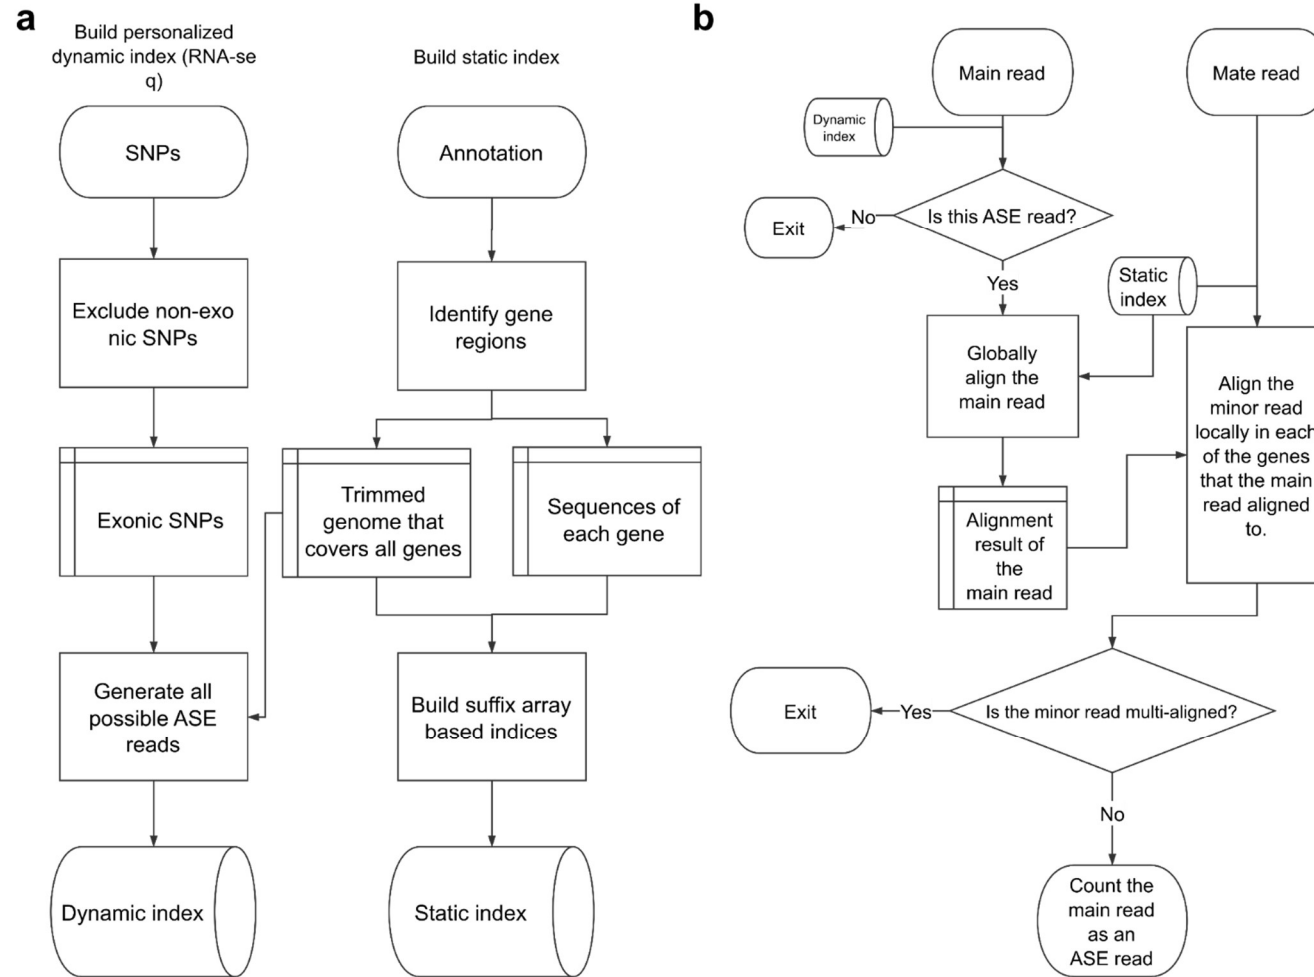 a
Build personalized
dynamic index (RNA-se
q)
Build static index
SNPs
Annotation
Exclude non-exo
nic SNPs
Identify gene
regions
Exonic SNPs
Trimmed
genome that
covers all genes
Sequences of
each gene
Generate all
possible ASE
reads
Build suffix array
based indices
Dynamic index
Static index
b
Main read
Mate read
Dynamic
index
Is this ASE read?
No
Exit
Yes
Static
index
Globally
align the
main read
Align the
minor read
locally in each
of the genes
that the main
read aligned
to.
Alignment
result of
the
main read
Is the minor read multi-aligned?
Yes
Exit
No
Count the
main read
as an
ASE read